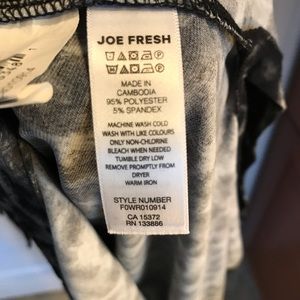 JOE FRESH
MADE IN
CAMBODIA
95% POLYESTER
5% SPANDEX
MACHINE WASH COLD
WASH WITH LIKE COLOURS
ONLY NON-CHLORINE
BLEACH WHEN NEEDED
TUMBLE DRY LOW
REMOVE PROMPTLY FROM
DRYER
WARM IRON
STYLE NUMBER
F0WR010914
CA 15372
RN 133886